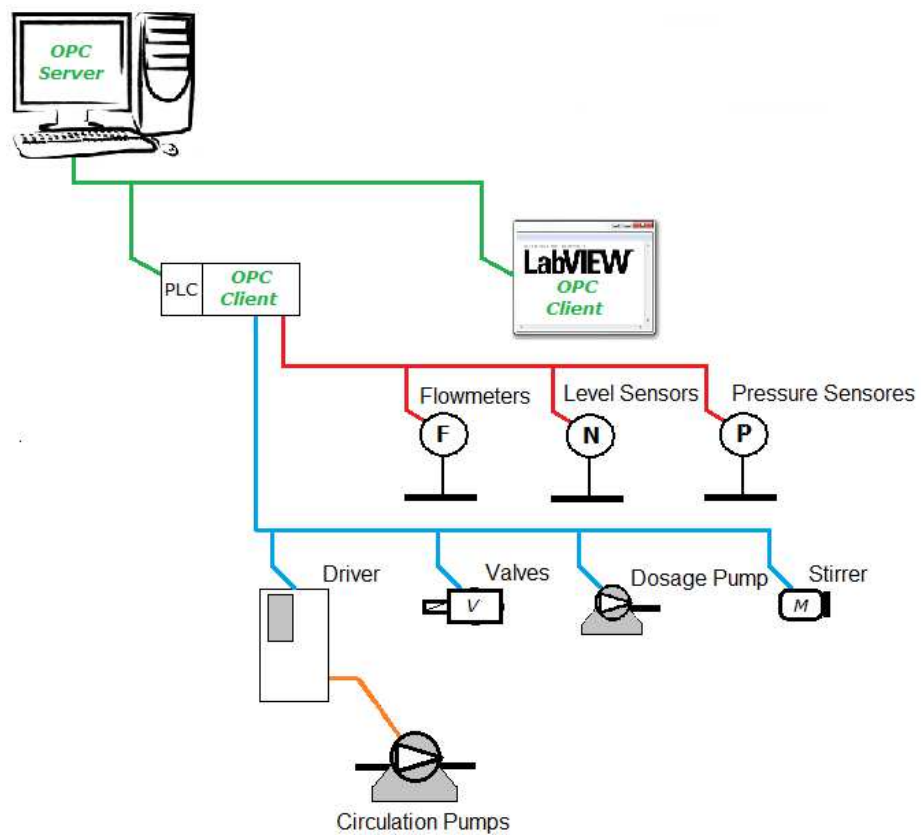 OPC
Server
PLC
OPC
Client
LabVIEW
OPC
Client
Flowmeters
Level Sensors
Pressure Sensores
F
N
P
Driver
Valves
Dosage Pump
Stirrer
V
M
Circulation Pumps